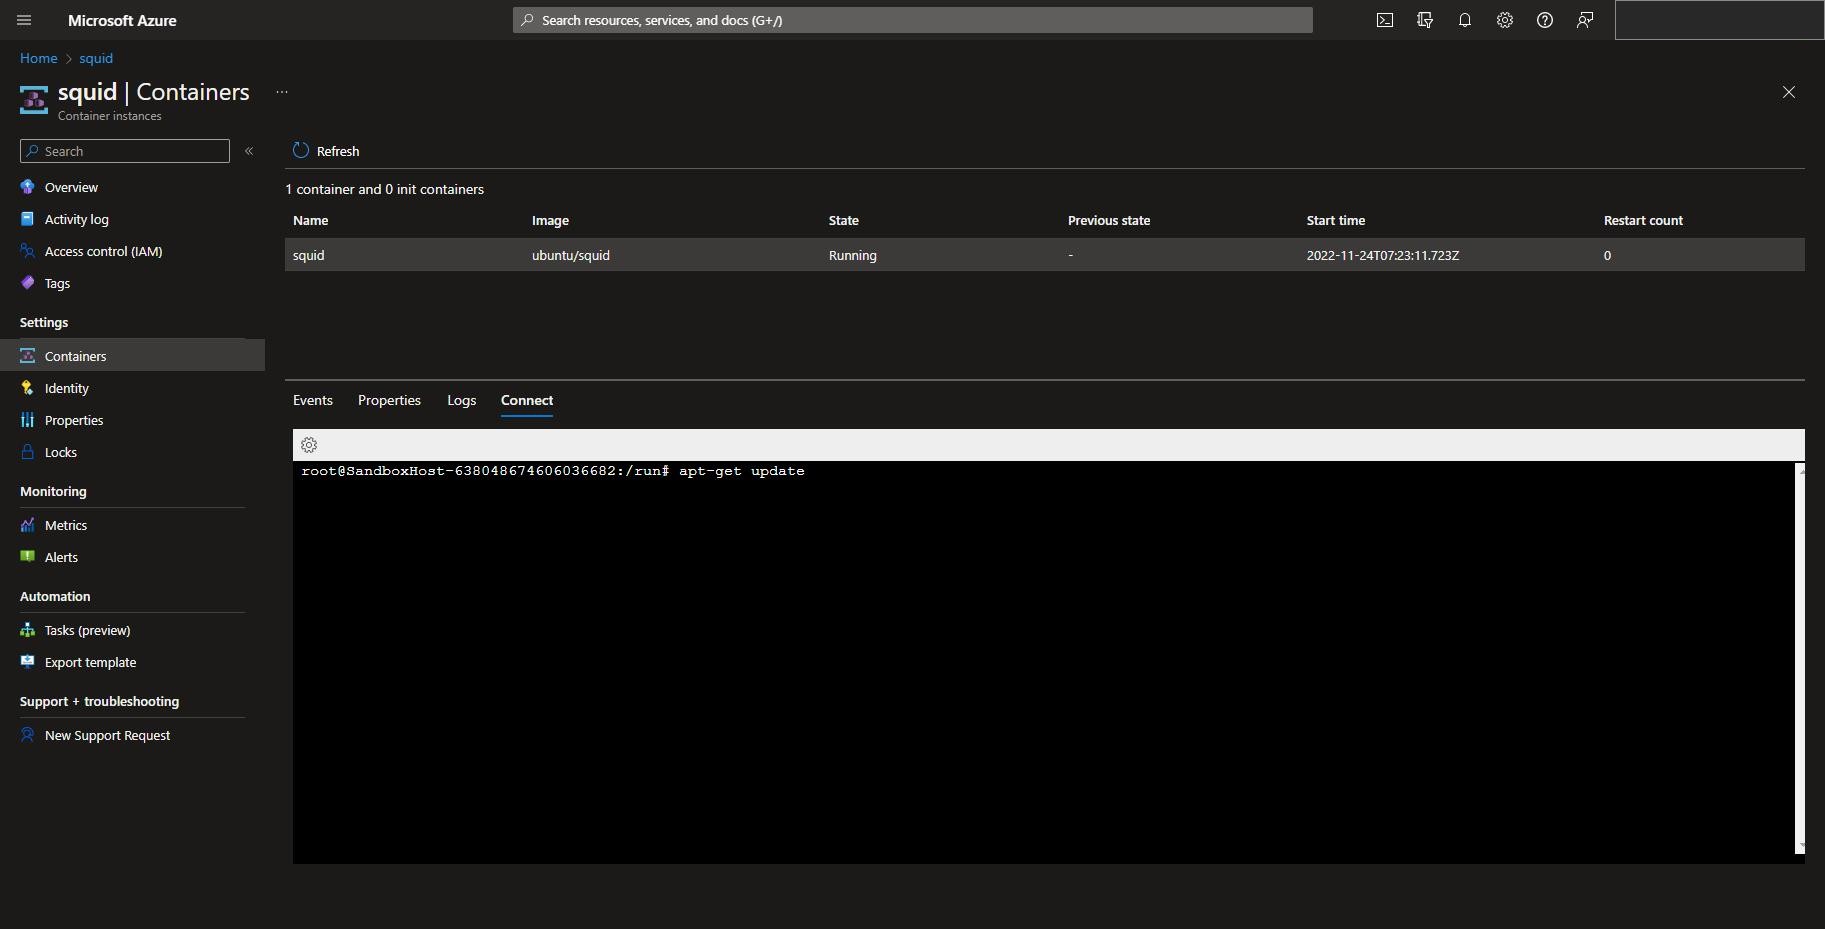 Microsoft Azure
Search resources, services, and docs (G+/)
Home > squid
squid | Containers ...
Container instances
Search
«
Refresh
Overview
Activity log
Access control (IAM)
Tags
Settings
Containers
Identity
Properties
Locks
Monitoring
Metrics
Alerts
Automation
Tasks (preview)
Export template
Support + troubleshooting
New Support Request
1 container and 0 init containers
Name Image State Previous state Start time Restart count
squid ubuntu/squid Running - 2022-11-24T07:23:11.723Z 0
Events Properties Logs Connect
root@SandboxHost-638048674606036682:/run# apt-get update